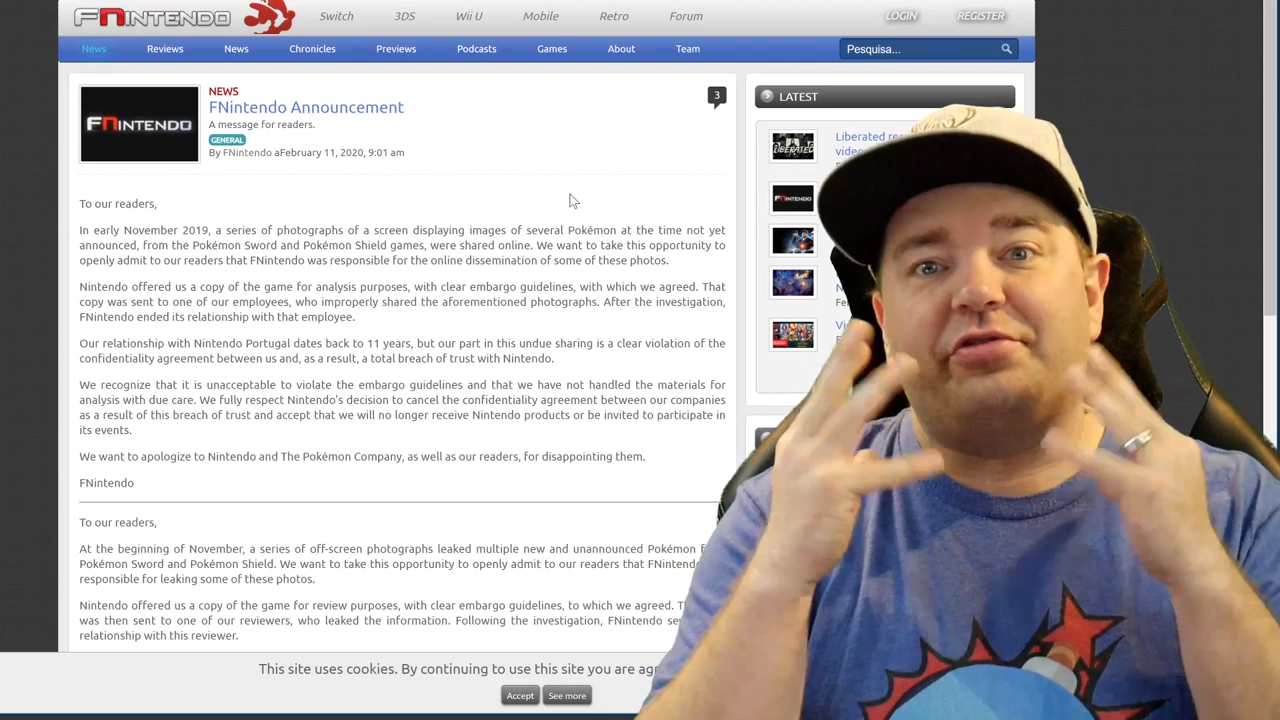 FNINTENDO
Switch 3DS Wii U Mobile Retro Forum
LOGIN REGISTER
News Reviews News Chronicles Previews Podcasts Games About Team
Pesquisa...
FNINTENDO
NEWS
FNintendo Announcement
A message for readers.
GENERAL
By FNintendo aFebruary 11, 2020, 9:01 am
3
To our readers,
In early November 2019, a series of photographs of a screen displaying images of several Pokémon at the time not yet
announced, from the Pokémon Sword and Pokémon Shield games, were shared online. We want to take this opportunity to
openly admit to our readers that FNintendo was responsible for the online dissemination of some of these photos.
Nintendo offered us a copy of the game for analysis purposes, with clear embargo guidelines, with which we agreed. That
copy was sent to one of our employees, who improperly shared the aforementioned photographs. After the investigation,
FNintendo ended its relationship with that employee.
Our relationship with Nintendo Portugal dates back to 11 years, but our part in this undue sharing is a clear violation of the
confidentiality agreement between us and, as a result, a total breach of trust with Nintendo.
We recognize that it is unacceptable to violate the embargo guidelines and that we have not handled the materials for
analysis with due care. We fully respect Nintendo's decision to cancel the confidentiality agreement between our companies
as a result of this breach of trust and accept that we will no longer receive Nintendo products or be invited to participate in
its events.
We want to apologize to Nintendo and The Pokémon Company, as well as our readers, for disappointing them.
FNintendo
To our readers,
At the beginning of November, a series of off-screen photographs leaked multiple new and unannounced Pokémon
Pokémon Sword and Pokémon Shield. We want to take this opportunity to openly admit to our readers that FNintend
responsible for leaking some of these photos.
Nintendo offered us a copy of the game for review purposes, with clear embargo guidelines, to which we agreed. T
was then sent to one of our reviewers, who leaked the information. Following the investigation, FNintendo se
relationship with this reviewer.
LATEST
LIBERATED
Liberated re
vide
FNINTENDO
N
Fe
Vi
This site uses cookies. By continuing to use this site you are ag
Accept See more